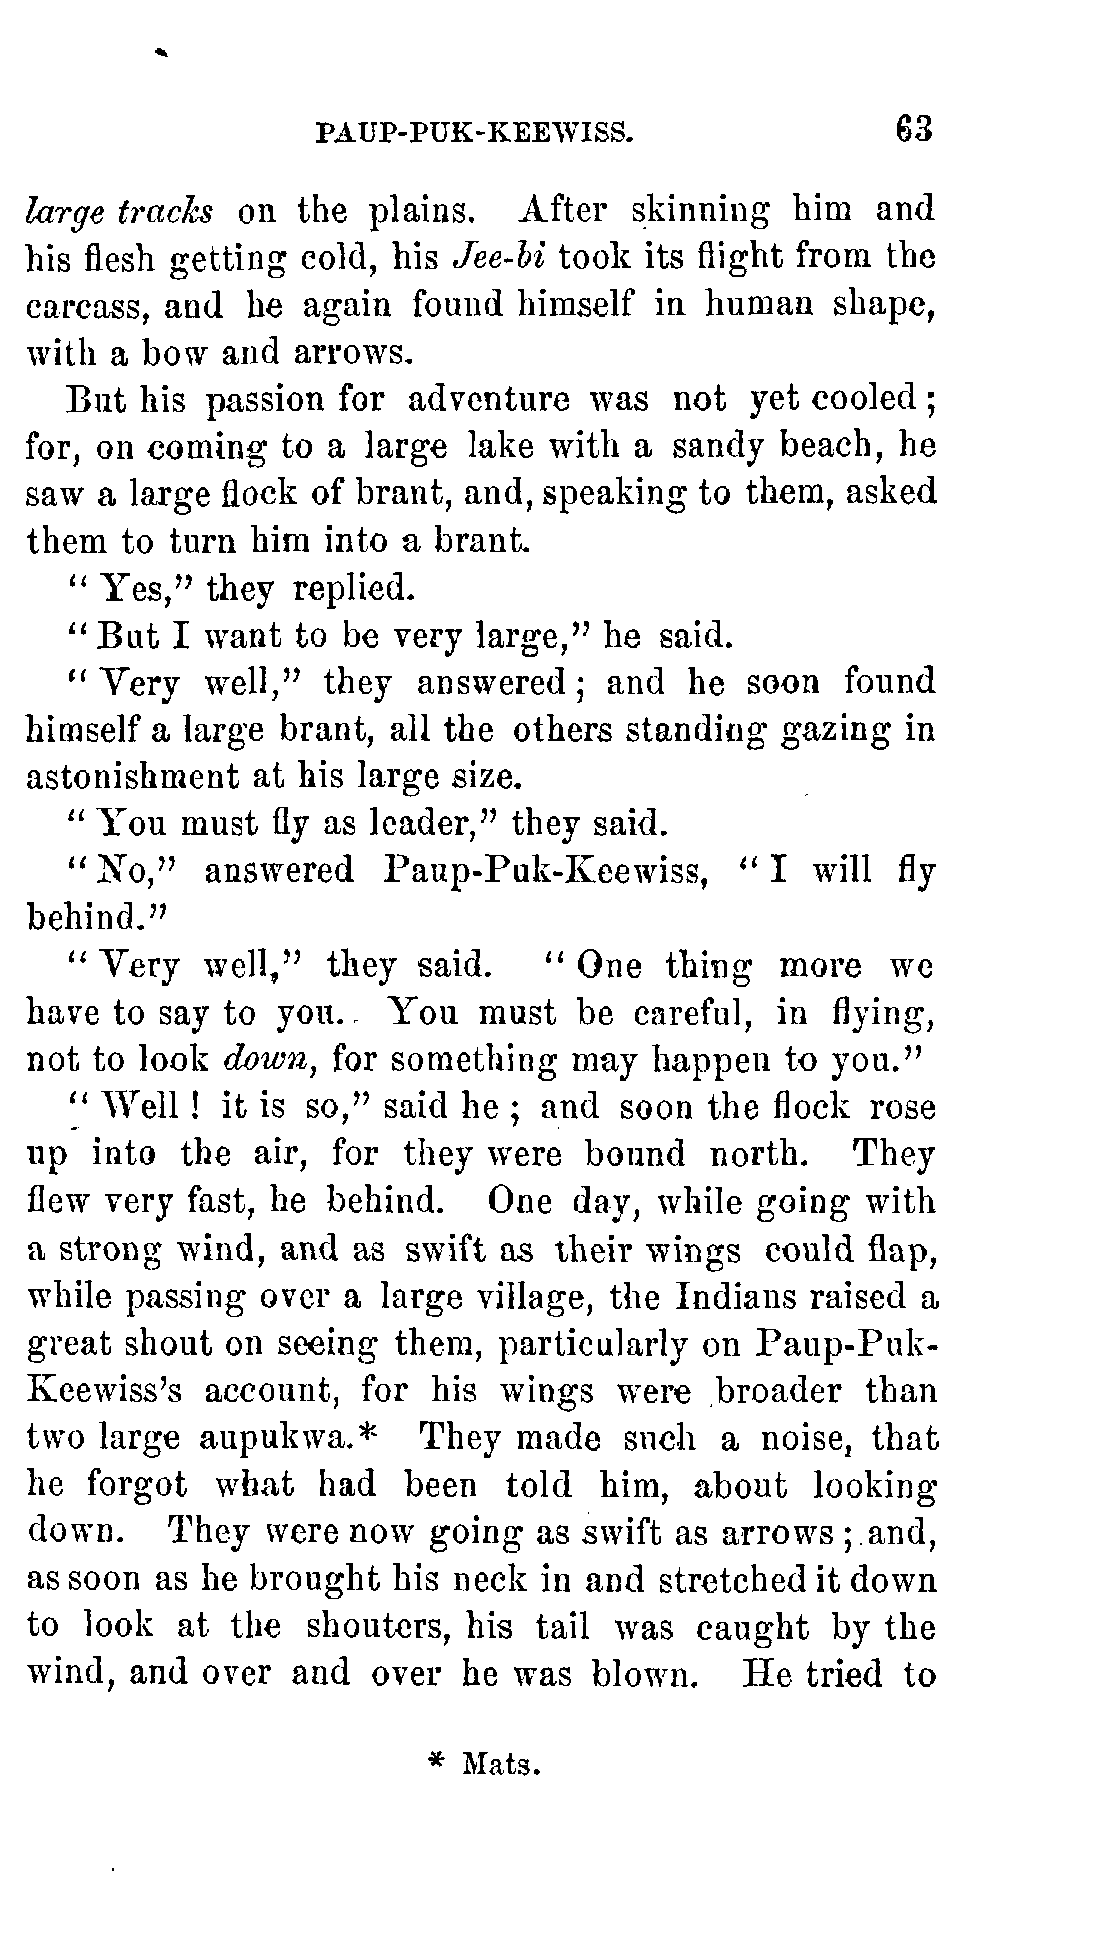 PAUP-PUK-KEEWISS. 63
large tracks on the plains. After skinning him and
his flesh getting cold, his Jee-bi took its flight from the
carcass, and he again found himself in human shape,
with a bow and arrows.
But his passion for adventure was not yet cooled ;
for, on coming to a large lake with a sandy beach, he
saw a large flock of brant, and, speaking to them, asked
them to turn him into a brant.
" Yes," they replied.
" But I want to be very large," he said.
" Very well," they answered ; and he soon found
himself a large brant, all the others standing gazing in
astonishment at his large size.
" You must fly as leader," they said.
" No," answered Paup-Puk-Keewiss, " I will fly
behind."
" Very well," they said. " One thing more we
have to say to you. You must be careful, in flying,
not to look down, for something may happen to you."
" Well ! it is so," said he ; and soon the flock rose
up into the air, for they were bound north. They
flew very fast, he behind. One day, while going with
a strong wind, and as swift as their wings could flap,
while passing over a large village, the Indians raised a
great shout on seeing them, particularly on Paup-Puk-
Keewiss's account, for his wings were broader than
two large aupukwa.* They made such a noise, that
he forgot what had been told him, about looking
down. They were now going as swift as arrows ; and,
as soon as he brought his neck in and stretched it down
to look at the shouters, his tail was caught by the
wind, and over and over he was blown. He tried to
* Mats.